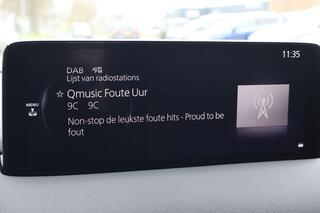 11:35
DAB
Lijst van radiostations
☆ Qmusic Foute Uur
9C 9C
Non-stop de leukste foute hits - Proud to be
fout
MENU